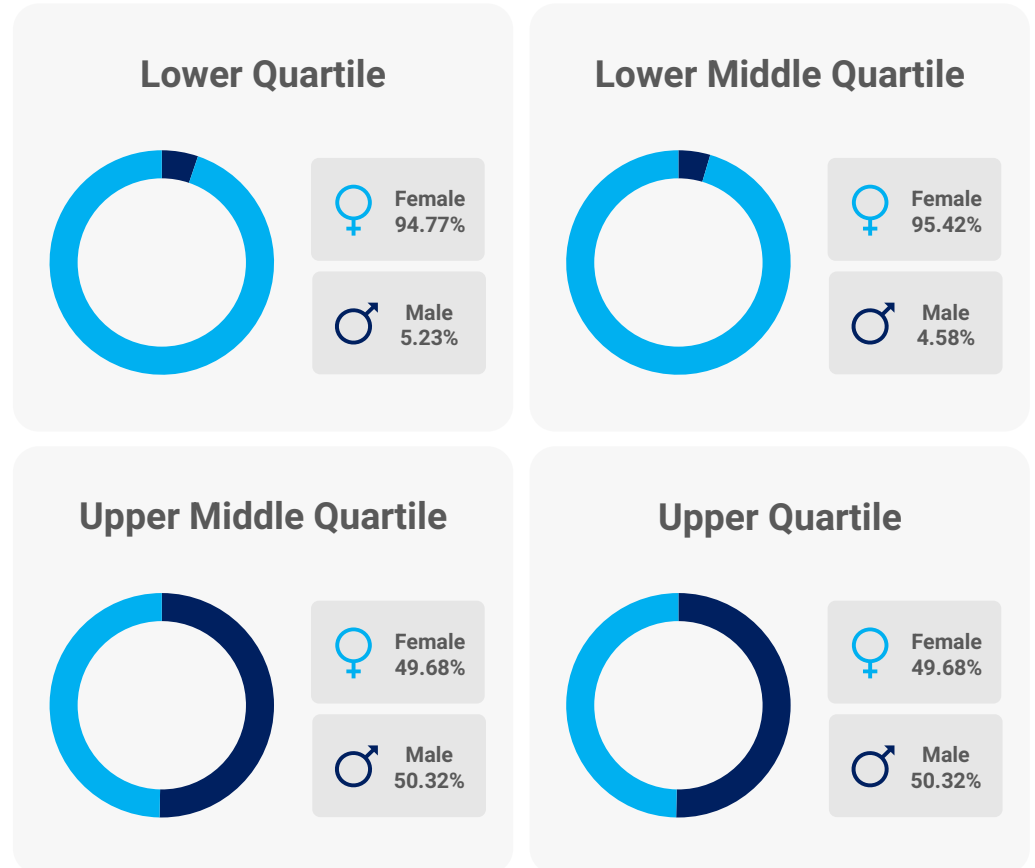 Lower Quartile
Female
94.77%
Male
5.23%
Lower Middle Quartile
Female
95.42%
Male
4.58%
Upper Middle Quartile
Female
49.68%
Male
50.32%
Upper Quartile
Female
49.68%
Male
50.32%